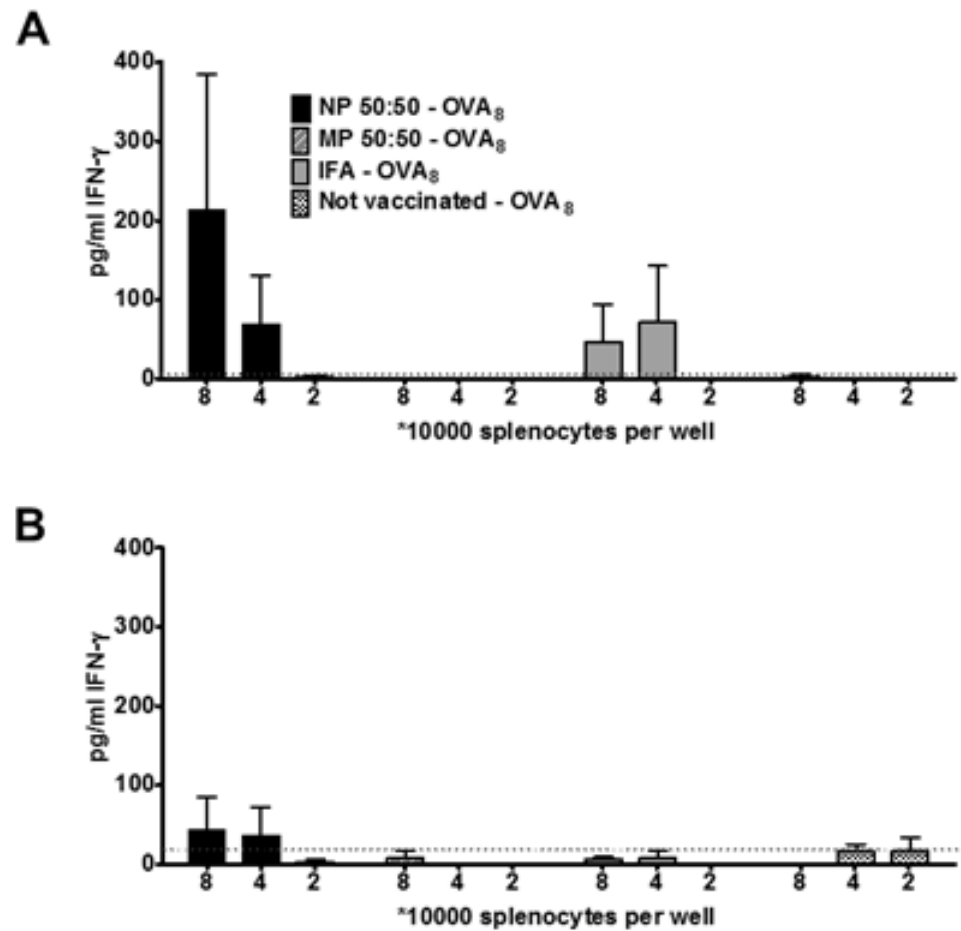 A
400
300
200
100
0
pg/ml IFN-γ
NP 50:50 - OVA₈
MP 50:50 - OVA₈
IFA - OVA₈
Not vaccinated - OVA₈
8 4 2 8 4 2 8 4 2 8 4 2
*10000 splenocytes per well
B
400
300
200
100
0
pg/ml IFN-γ
8 4 2 8 4 2 8 4 2 8 4 2
*10000 splenocytes per well